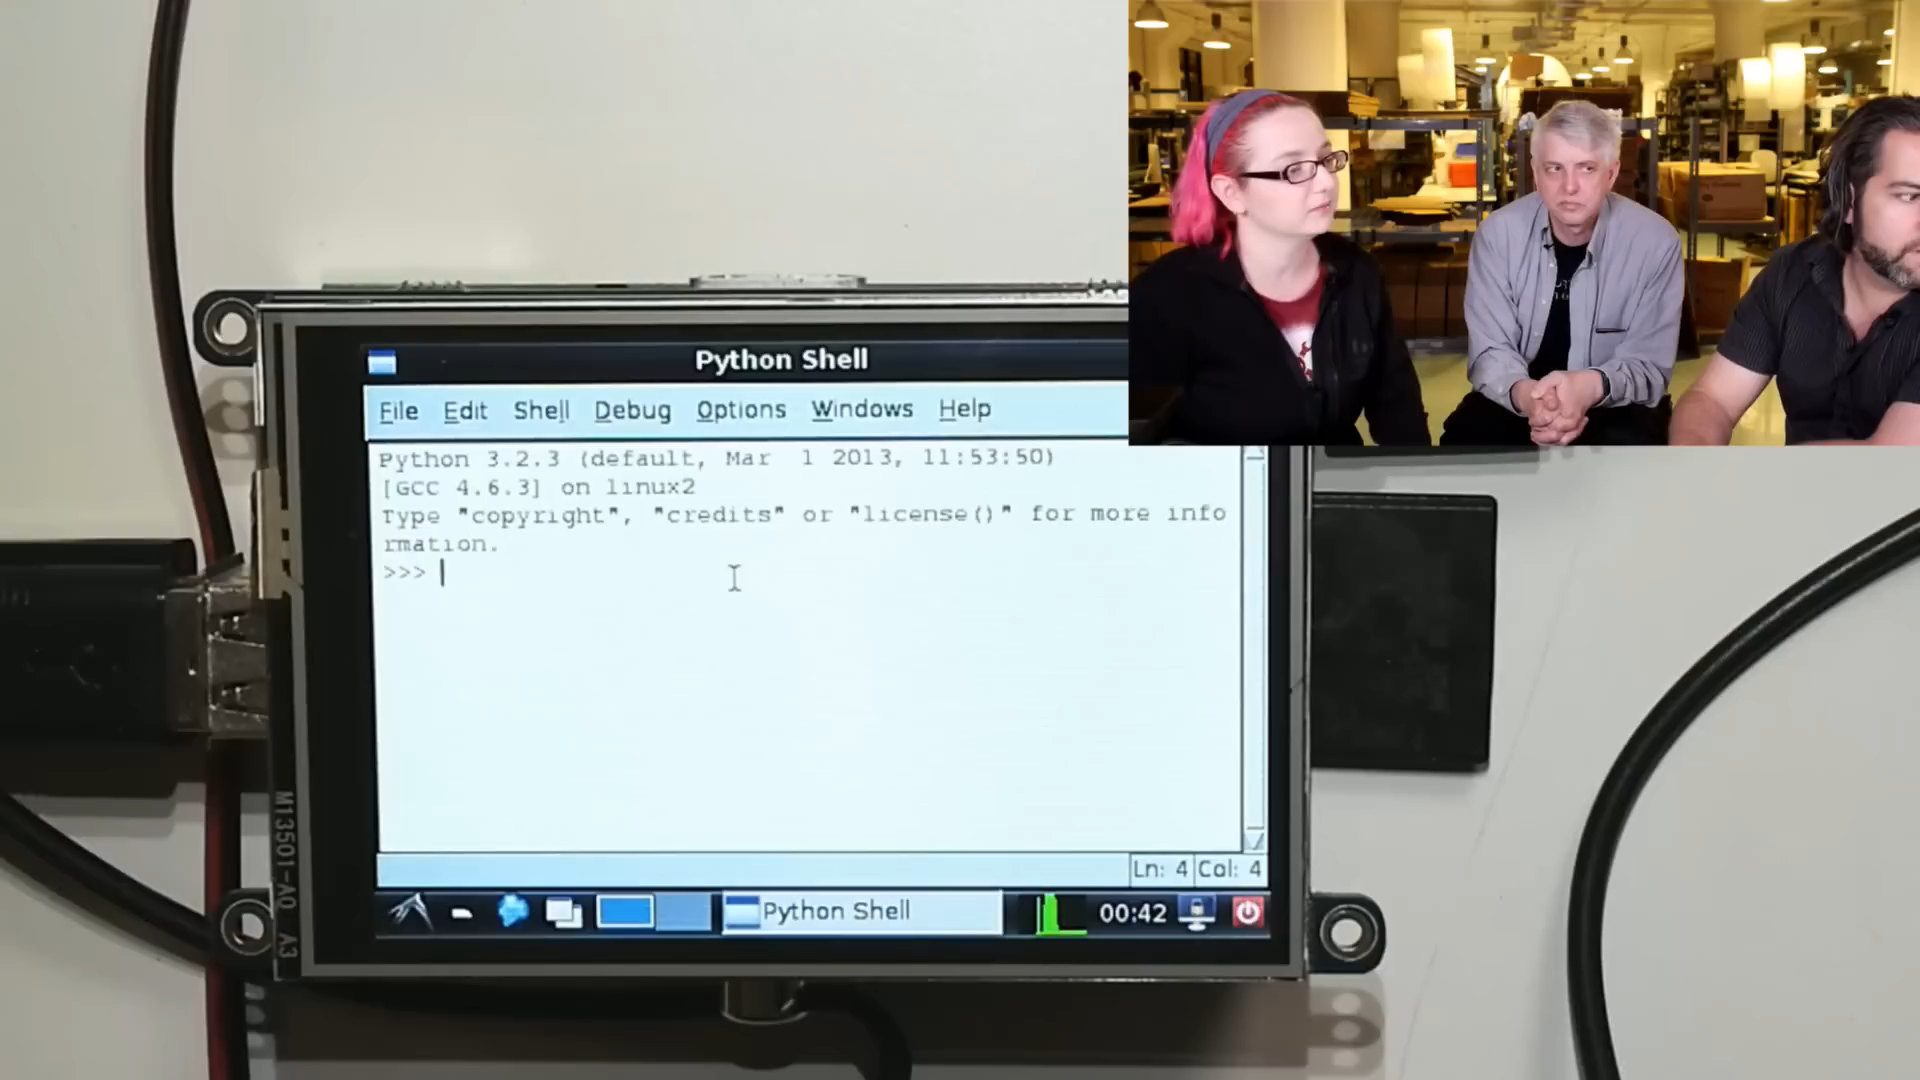 Python Shell
File Edit Shell Debug Options Windows Help
Python 3.2.3 (default, Mar 1 2013, 11:53:50)
[GCC 4.6.3] on linux2
Type "copyright", "credits" or "license()" for more info
rmation.
>>>
Ln: 4 Col: 4
Python Shell 00:42
M13501-A0 A3